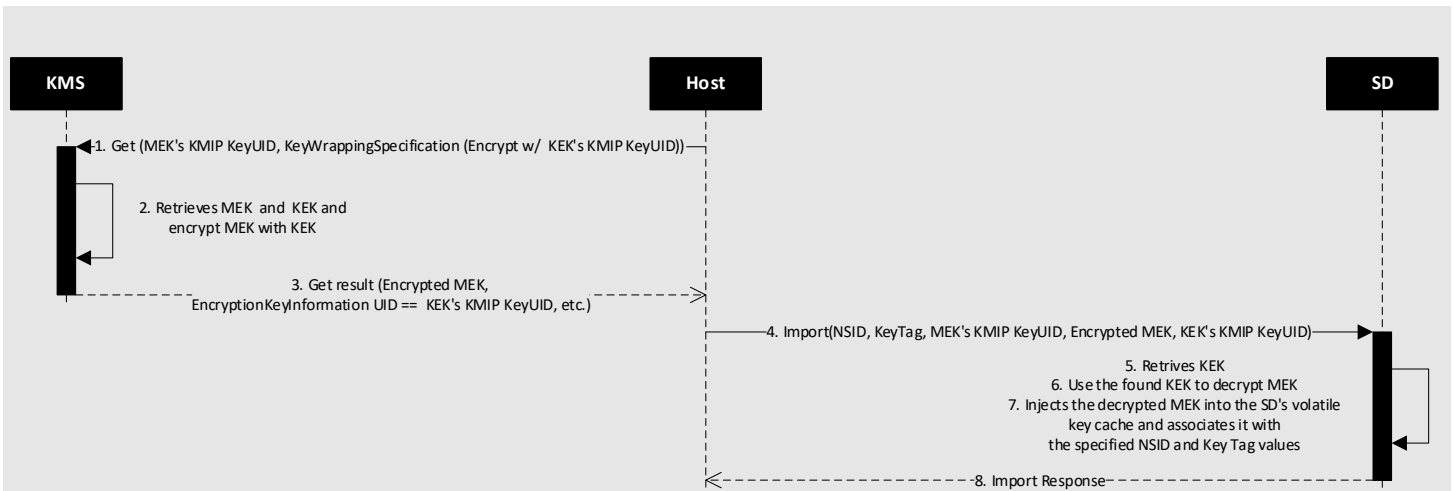 KMS
Host
SD
1. Get (MEK's KMIP KeyUID, KeyWrappingSpecification (Encrypt w/ KEK's KMIP KeyUID))
2. Retrieves MEK and KEK and
encrypt MEK with KEK
3. Get result (Encrypted MEK,
EncryptionKeyInformation UID == KEK's KMIP KeyUID, etc.)
4. Import(NSID, KeyTag, MEK's KMIP KeyUID, Encrypted MEK, KEK's KMIP KeyUID)
5. Retrives KEK
6. Use the found KEK to decrypt MEK
7. Injects the decrypted MEK into the SD's volatile
key cache and associates it with
the specified NSID and Key Tag values
8. Import Response